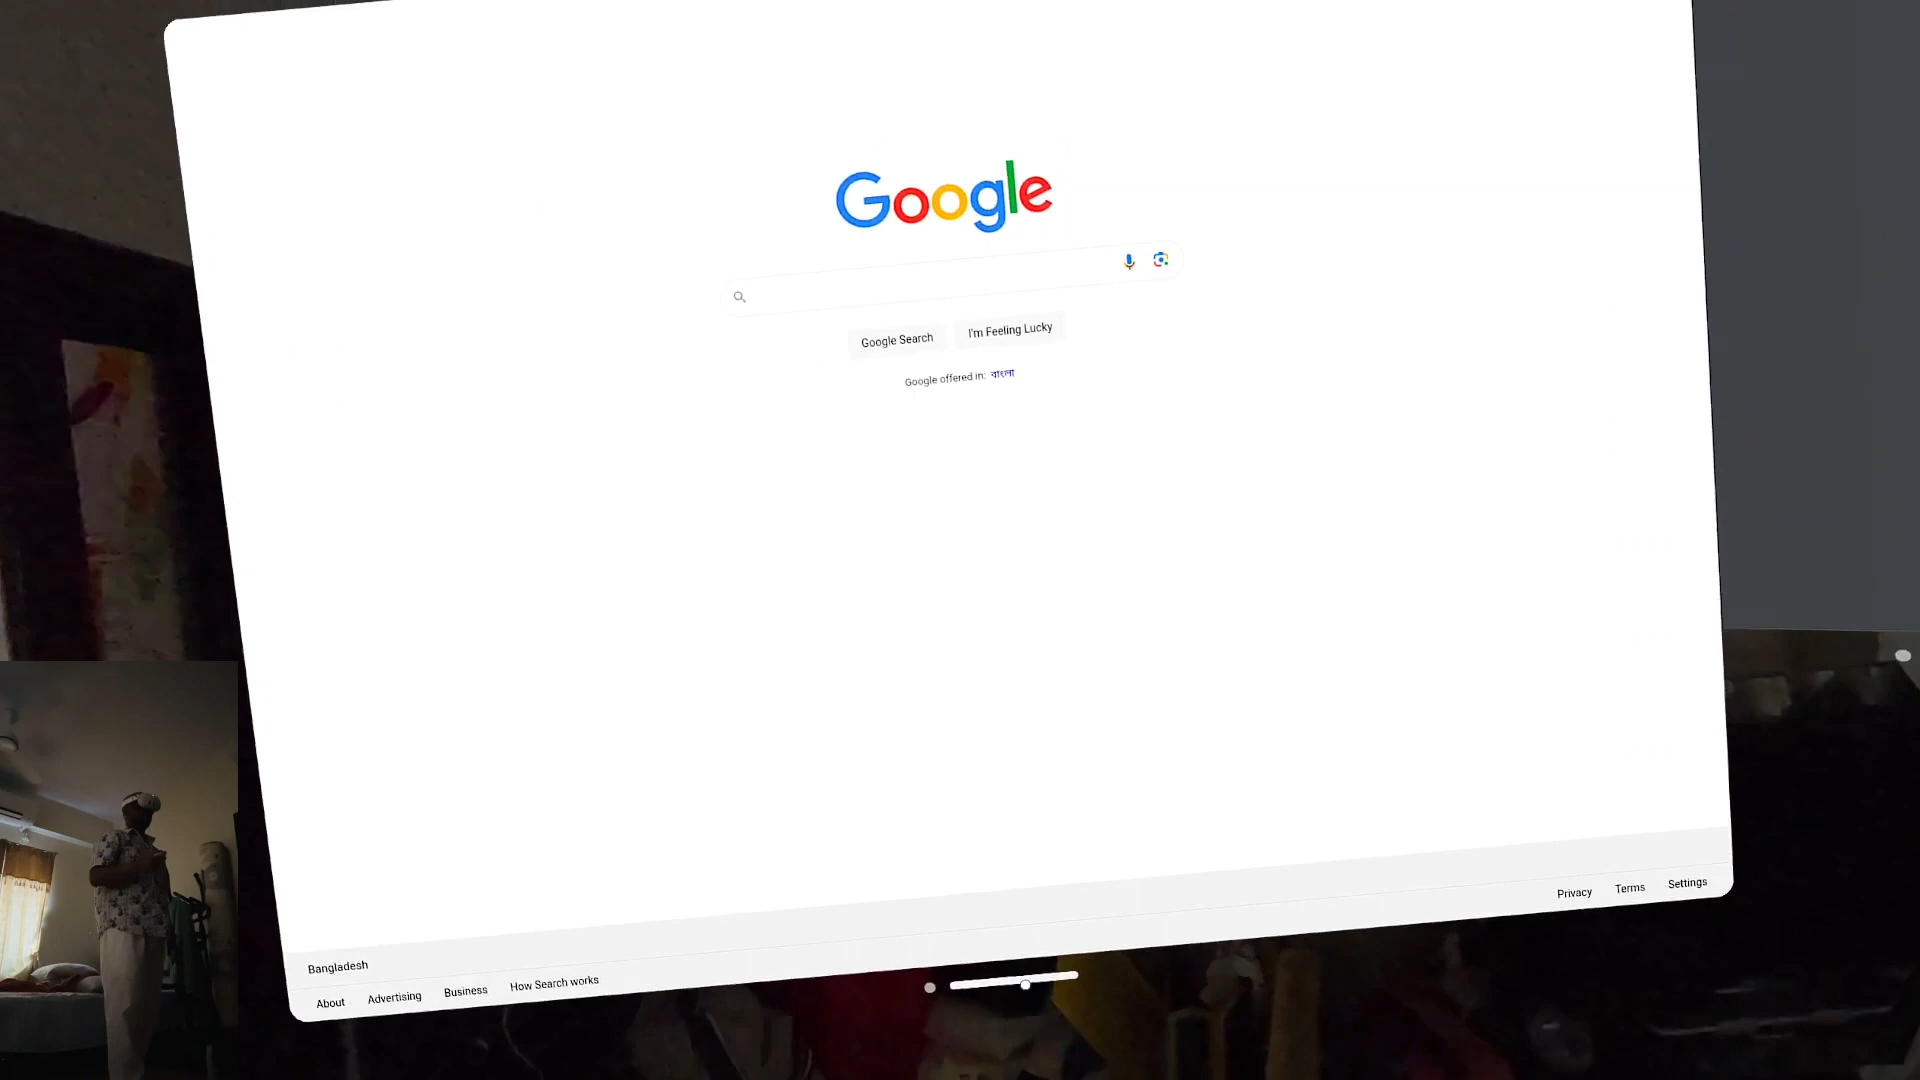 Google
Google Search
I'm Feeling Lucky
Google offered in: বাংলা
Bangladesh
About
Advertising
Business
How Search works
Privacy
Terms
Settings